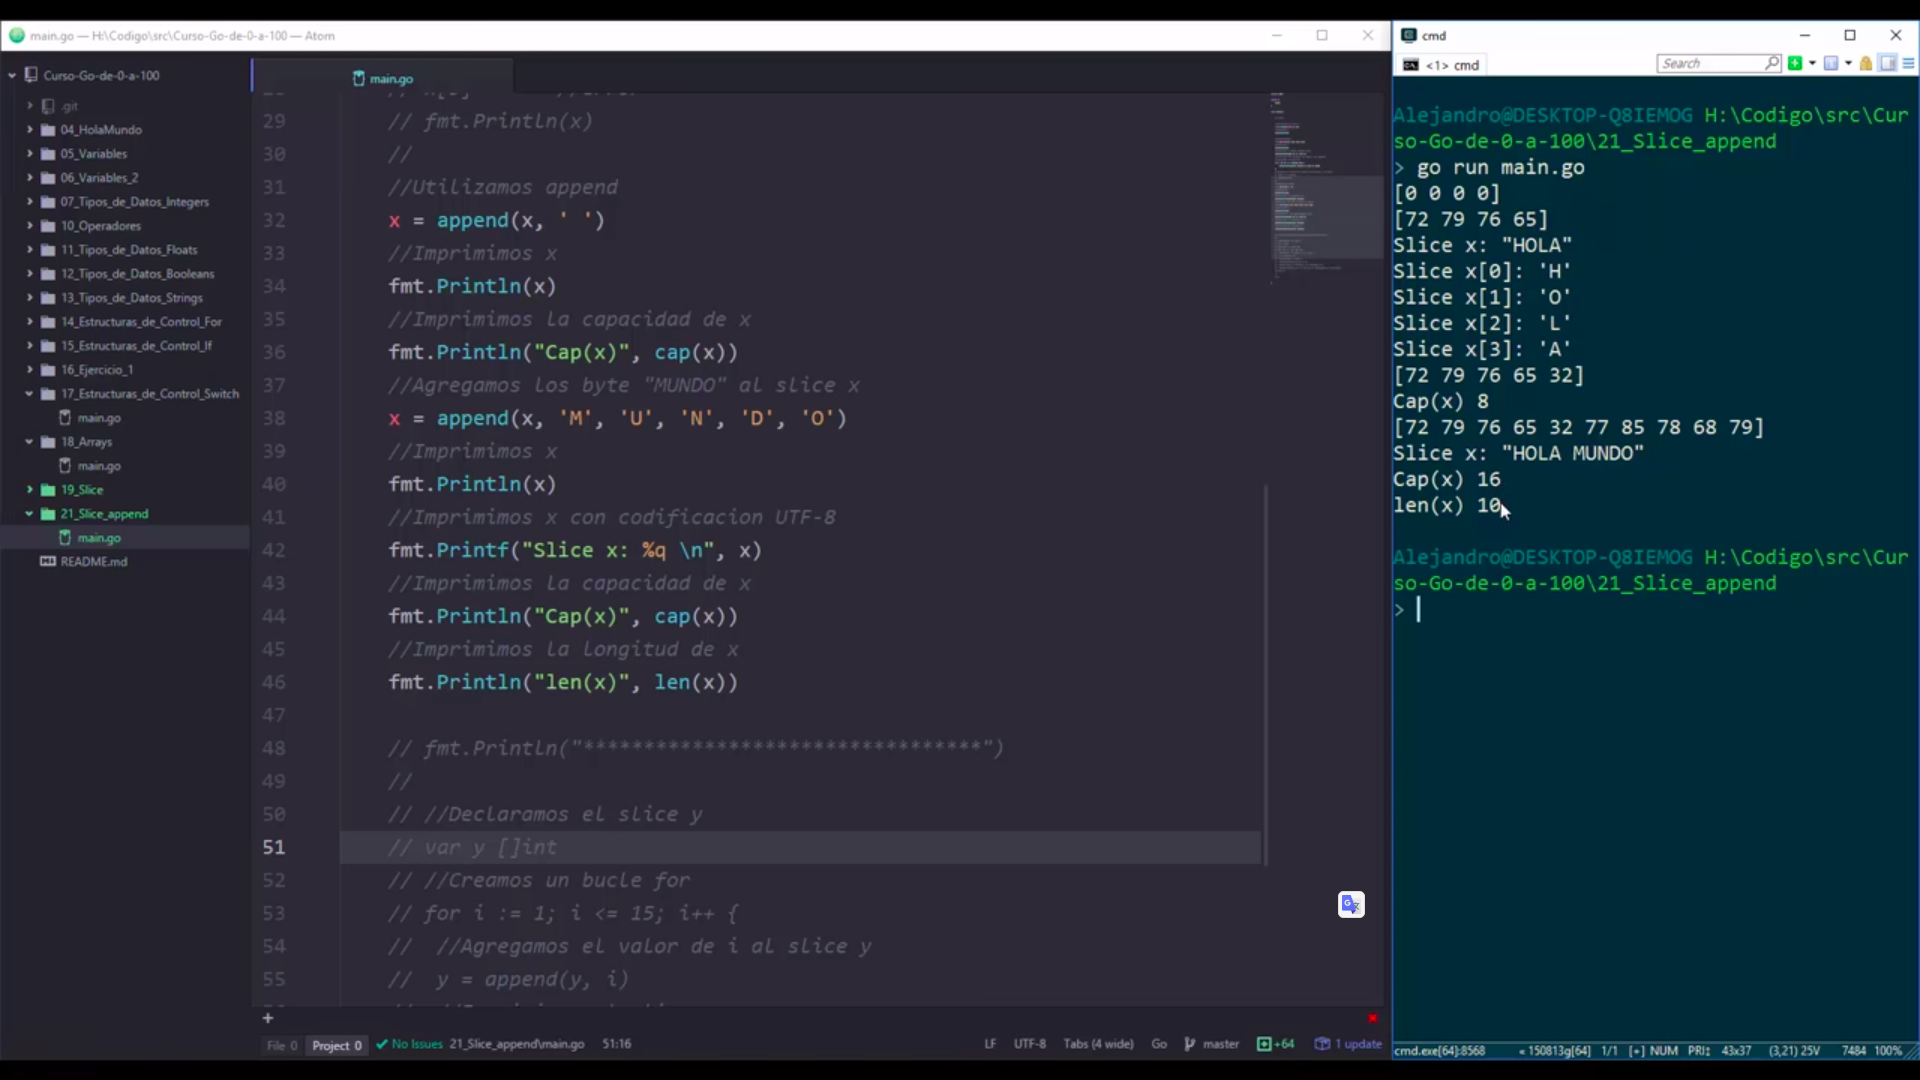 main.go — H:\Codigo\src\Curso-Go-de-0-a-100 — Atom
Curso-Go-de-0-a-100
.git
04_HolaMundo
05_Variables
06_Variables_2
07_Tipos_de_Datos_Integers
10_Operadores
11_Tipos_de_Datos_Floats
12_Tipos_de_Datos_Booleans
13_Tipos_de_Datos_Strings
14_Estructuras_de_Control_For
15_Estructuras_de_Control_If
16_Ejercicio_1
17_Estructuras_de_Control_Switch
main.go
18_Arrays
main.go
19_Slice
21_Slice_append
main.go
README.md
main.go
29 // fmt.Println(x)
30 //
31 //Utilizamos append
32 x = append(x, ' ')
33 //Imprimimos x
34 fmt.Println(x)
35 //Imprimimos la capacidad de x
36 fmt.Println("Cap(x)", cap(x))
37 //Agregamos los byte "MUNDO" al slice x
38 x = append(x, 'M', 'U', 'N', 'D', 'O')
39 //Imprimimos x
40 fmt.Println(x)
41 //Imprimimos x con codificacion UTF-8
42 fmt.Printf("Slice x: %q \n", x)
43 //Imprimimos la capacidad de x
44 fmt.Println("Cap(x)", cap(x))
45 //Imprimimos la longitud de x
46 fmt.Println("len(x)", len(x))
47
48 // fmt.Println("*********************************")
49 //
50 // //Declaramos el slice y
51 // var y []int
52 // //Creamos un bucle for
53 // for i := 1; i <= 15; i++ {
54 // //Agregamos el valor de i al slice y
55 // y = append(y, i)
File 0 Project 0 No Issues 21_Slice_append\main.go 51:16 LF UTF-8 Tabs (4 wide) Go master +64 1 update
cmd
<1> cmd Search
Alejandro@DESKTOP-Q8IEMOG H:\Codigo\src\Cur
so-Go-de-0-a-100\21_Slice_append
> go run main.go
[0 0 0 0]
[72 79 76 65]
Slice x: "HOLA"
Slice x[0]: 'H'
Slice x[1]: 'O'
Slice x[2]: 'L'
Slice x[3]: 'A'
[72 79 76 65 32]
Cap(x) 8
[72 79 76 65 32 77 85 78 68 79]
Slice x: "HOLA MUNDO"
Cap(x) 16
len(x) 10
Alejandro@DESKTOP-Q8IEMOG H:\Codigo\src\Cur
so-Go-de-0-a-100\21_Slice_append
>
cmd.exe[64]:8568 « 150813g[64] 1/1 [+] NUM PRI↕ 43x37 (3,21) 25V 7484 100%